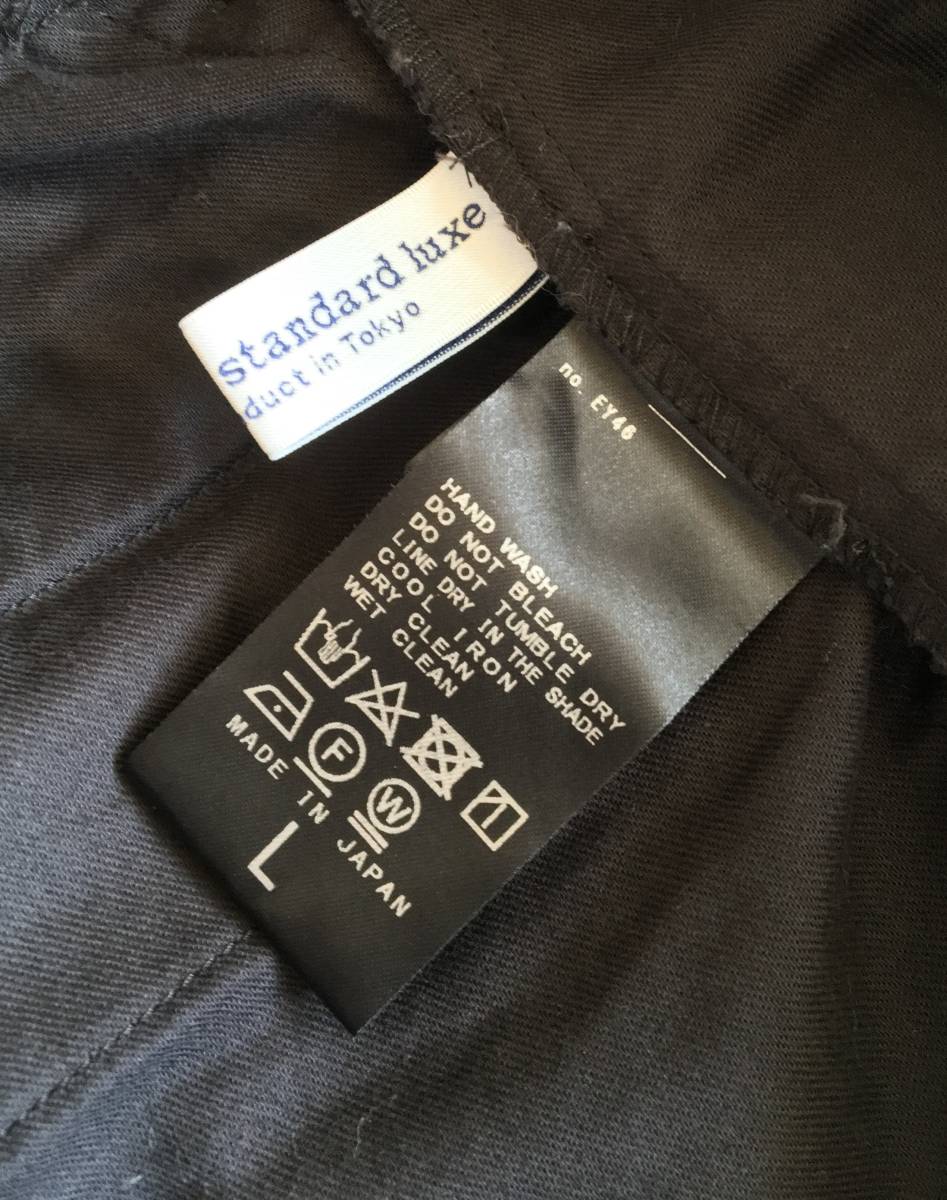 standard luxe
duct in Tokyo
no. EY46
HAND WASH
DO NOT BLEACH
DO NOT TUMBLE DRY
LINE DRY IN THE SHADE
COOL IRON
DRY CLEAN
WET CLEAN
F
W
MADE IN JAPAN
L